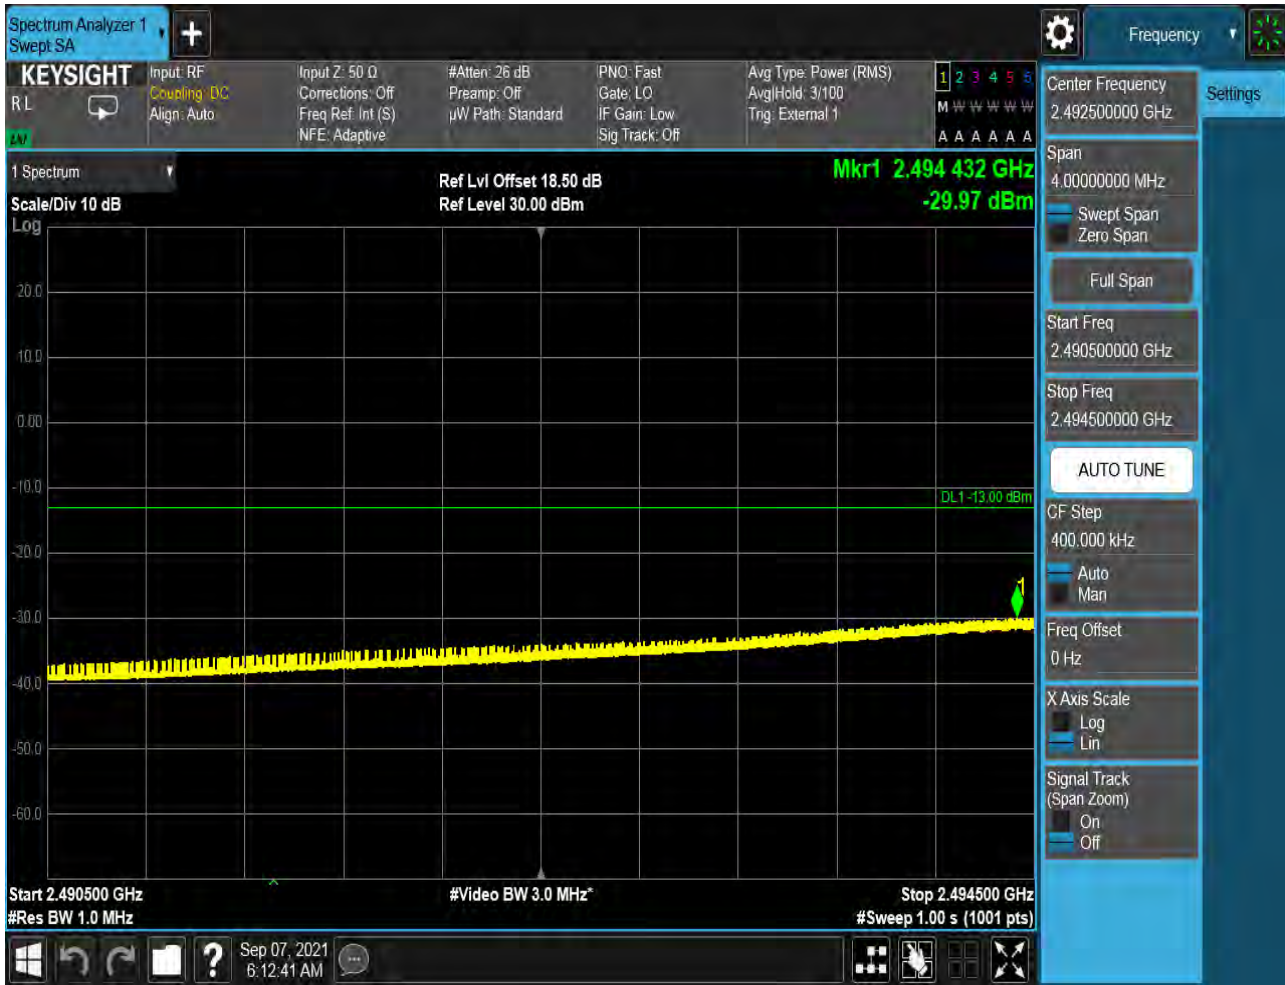 Spectrum Analyzer 1
Swept SA
Frequency
KEYSIGHT
R L
Input: RF
Coupling: DC
Align: Auto
Input Z: 50 Ω
Corrections: Off
Freq Ref: Int (S)
NFE: Adaptive
#Atten: 26 dB
Preamp: Off
µW Path: Standard
PNO: Fast
Gate: LO
IF Gain: Low
Sig Track: Off
Avg Type: Power (RMS)
Avg|Hold: 3/100
Trig: External 1
1 2 3 4 5 6
M W W W W W
A A A A A A
1 Spectrum
Scale/Div 10 dB
Log
Ref Lvl Offset 18.50 dB
Ref Level 30.00 dBm
Mkr1 2.494 432 GHz
-29.97 dBm
20.0
10.0
0.00
-10.0
-20.0
-30.0
-40.0
-50.0
-60.0
DL1 -13.00 dBm
1
Start 2.490500 GHz
#Res BW 1.0 MHz
#Video BW 3.0 MHz*
Stop 2.494500 GHz
#Sweep 1.00 s (1001 pts)
Center Frequency
2.492500000 GHz
Settings
Span
4.00000000 MHz
Swept Span
Zero Span
Full Span
Start Freq
2.490500000 GHz
Stop Freq
2.494500000 GHz
AUTO TUNE
CF Step
400.000 kHz
Auto
Man
Freq Offset
0 Hz
X Axis Scale
Log
Lin
Signal Track
(Span Zoom)
On
Off
?
Sep 07, 2021
6:12:41 AM